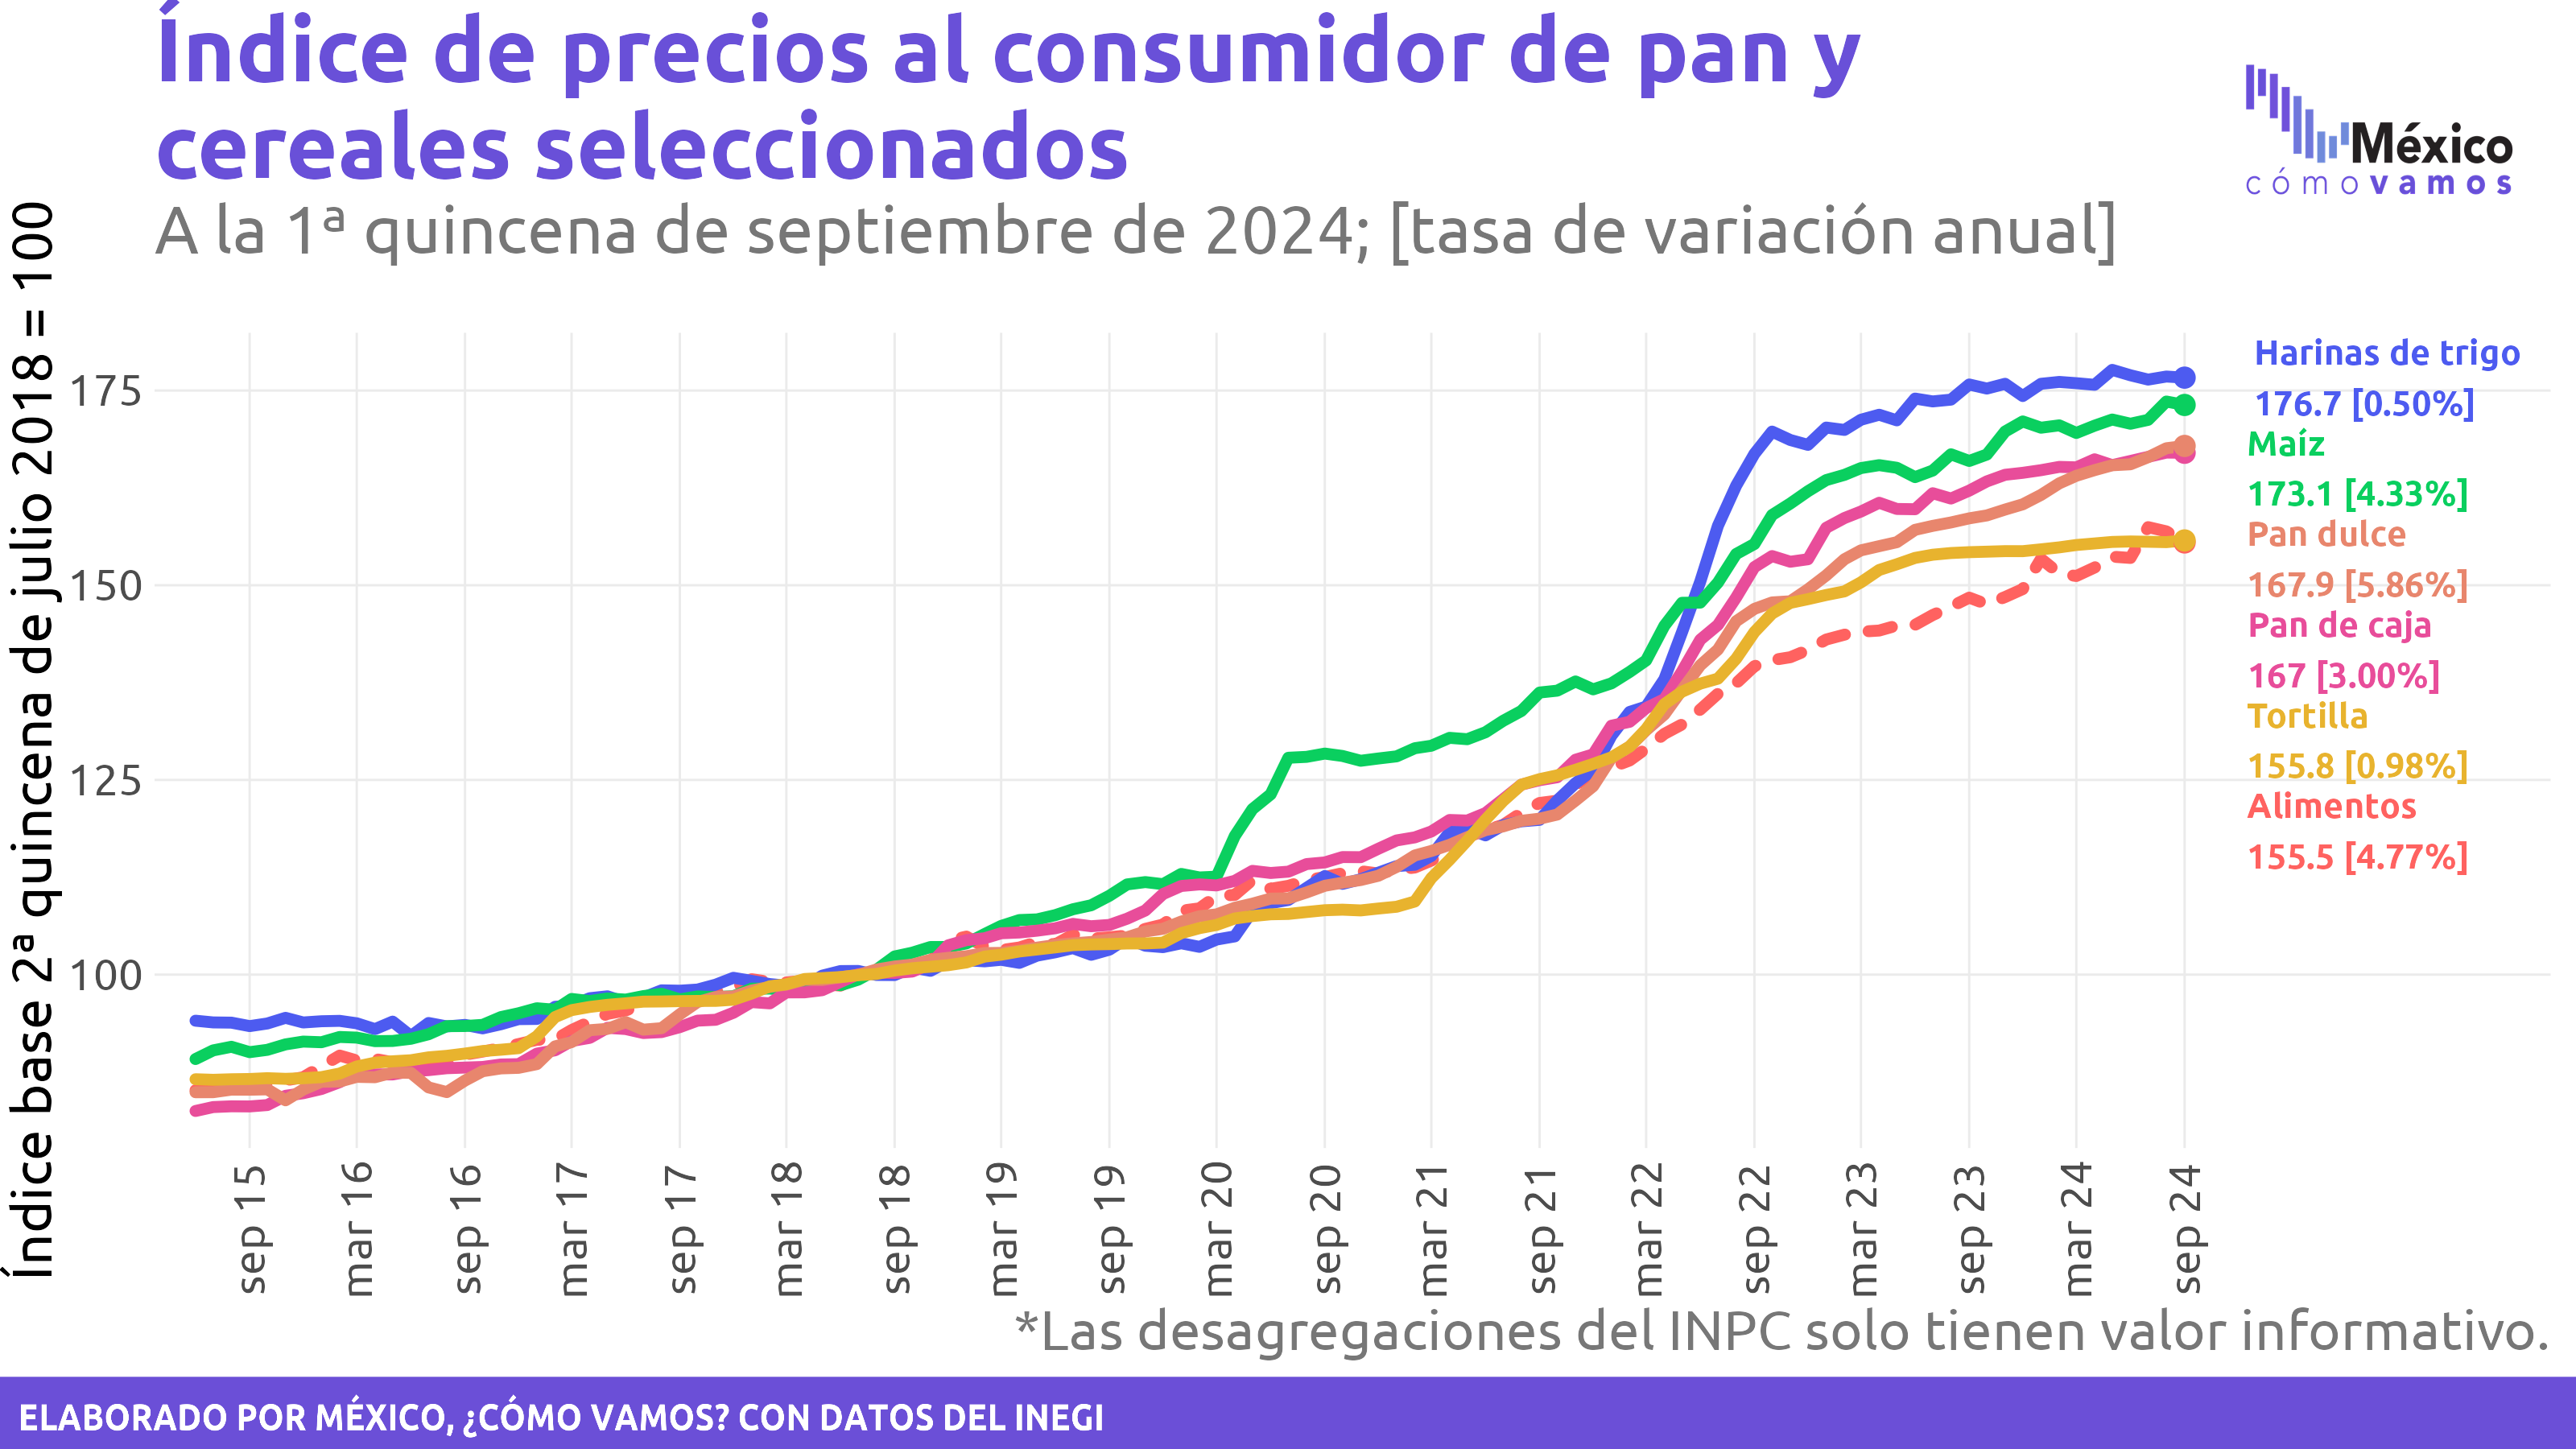 Índice de precios al consumidor de pan y
cereales seleccionados
A la 1ª quincena de septiembre de 2024; [tasa de variación anual]
México
cómo vamos
Índice base 2ª quincena de julio 2018 = 100
175
150
125
100
Harinas de trigo
176.7 [0.50%]
Maíz
173.1 [4.33%]
Pan dulce
167.9 [5.86%]
Pan de caja
167 [3.00%]
Tortilla
155.8 [0.98%]
Alimentos
155.5 [4.77%]
sep 15
mar 16
sep 16
mar 17
sep 17
mar 18
sep 18
mar 19
sep 19
mar 20
sep 20
mar 21
sep 21
mar 22
sep 22
mar 23
sep 23
mar 24
sep 24
*Las desagregaciones del INPC solo tienen valor informativo.
ELABORADO POR MÉXICO, ¿CÓMO VAMOS? CON DATOS DEL INEGI